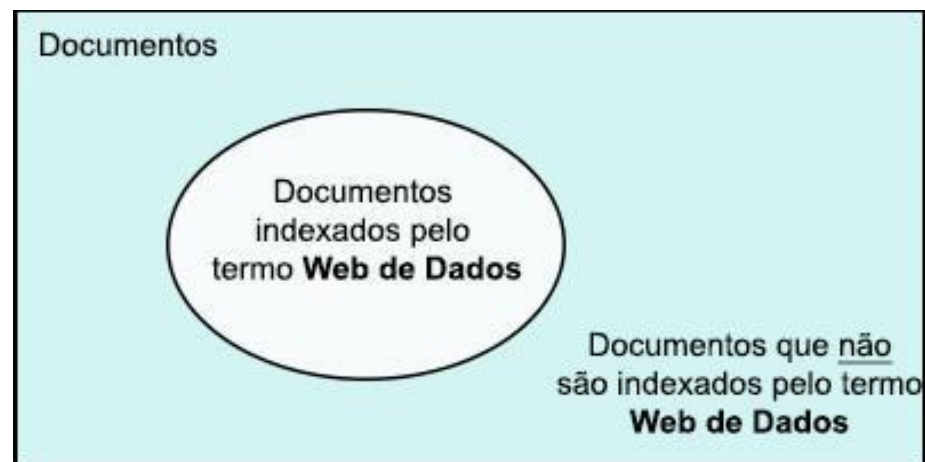 Documentos
Documentos
indexados pelo
termo Web de Dados
Documentos que não
são indexados pelo termo
Web de Dados